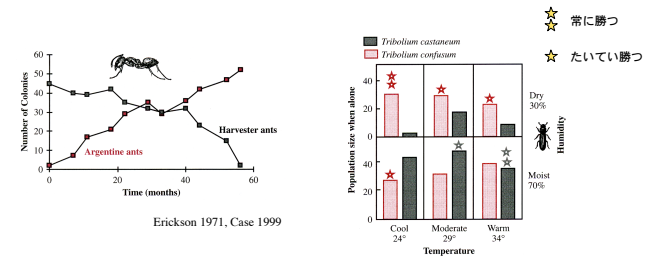 60
50
40
30
20
10
0
Number of Colonies
Harvester ants
Argentine ants
0 20 40 60
Time (months)
Erickson 1971, Case 1999
Tribolium castaneum
Tribolium confusum
常に勝つ
たいてい勝つ
40
20
0
Dry
30%
40
20
0
Moist
70%
Population size when alone
Humidity
Cool
24°
Moderate
29°
Warm
34°
Temperature